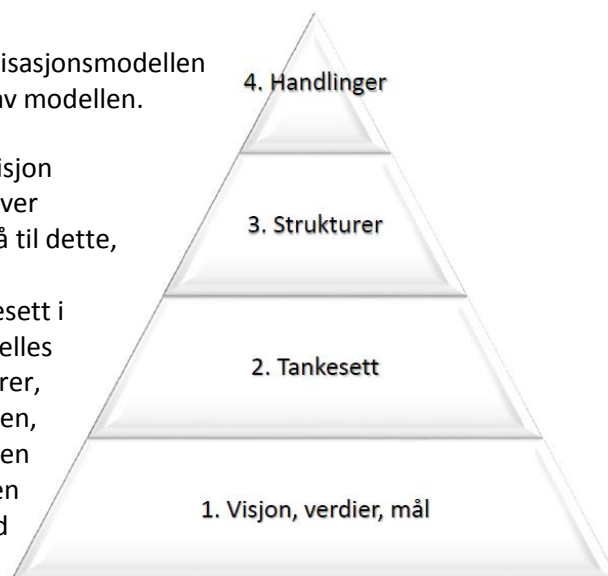 isasjonsmodellen
av modellen.
isjon
ver
å til dette,
esett i
elles
rer,
en,
en
en
d
4. Handlinger
3. Strukturer
2. Tankesett
1. Visjon, verdier, mål